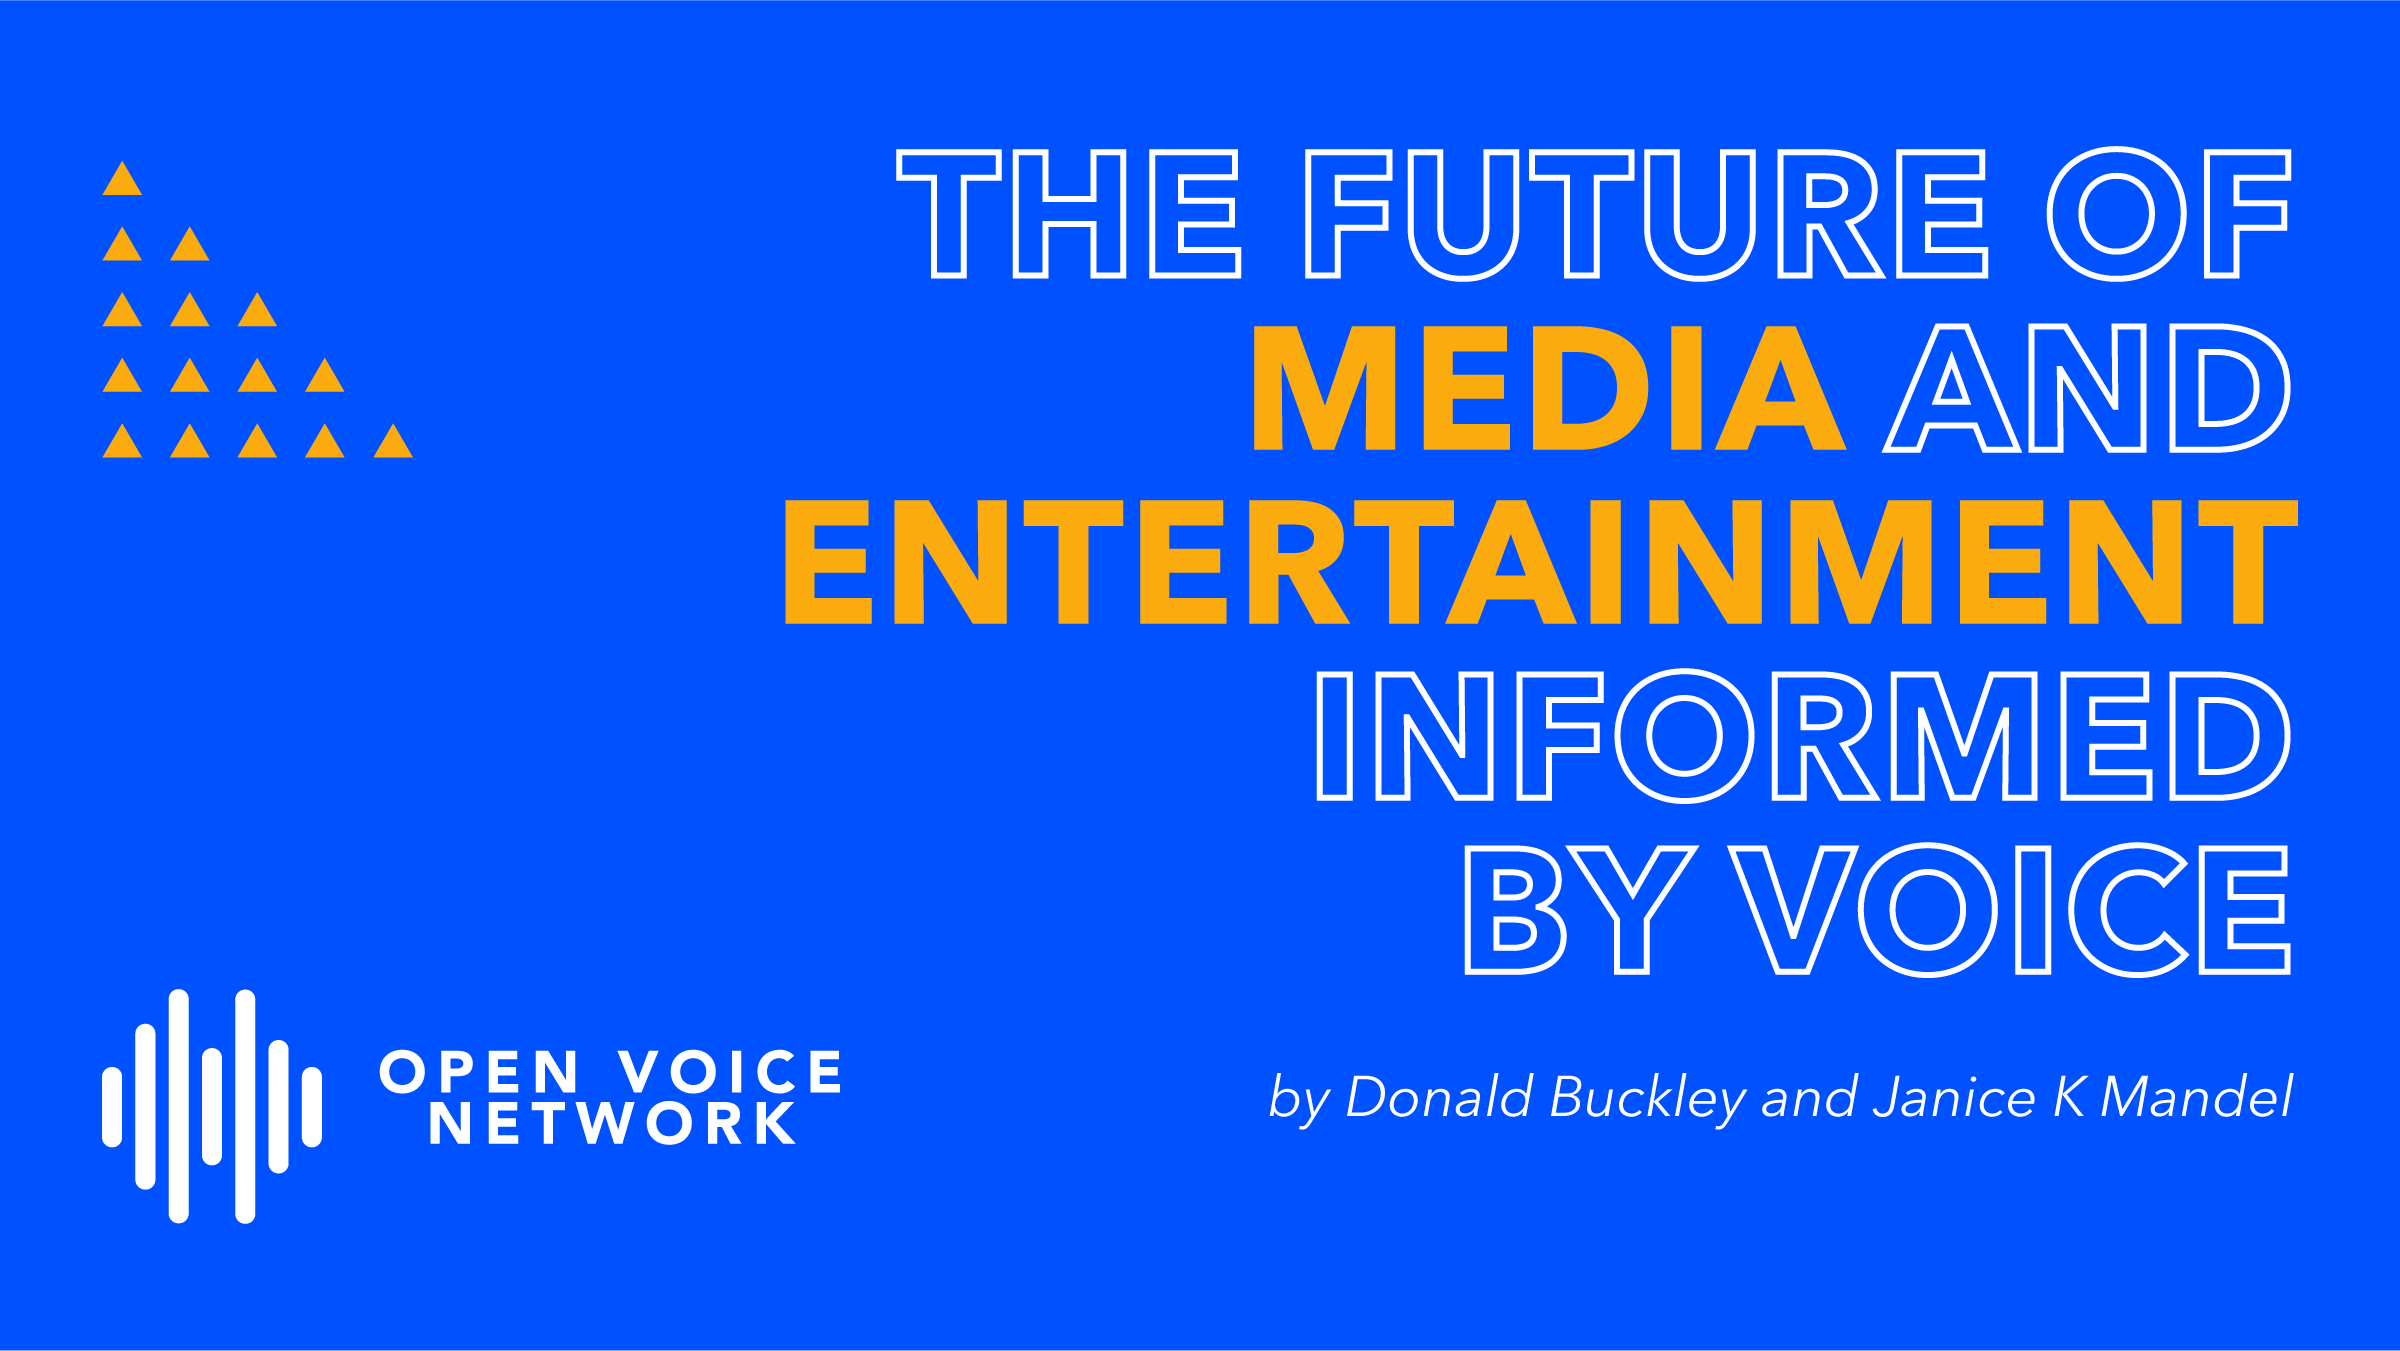 THE FUTURE OF
MEDIA AND
ENTERTAINMENT
INFORMED
BY VOICE
by Donald Buckley and Janice K Mandel
OPEN VOICE
NETWORK